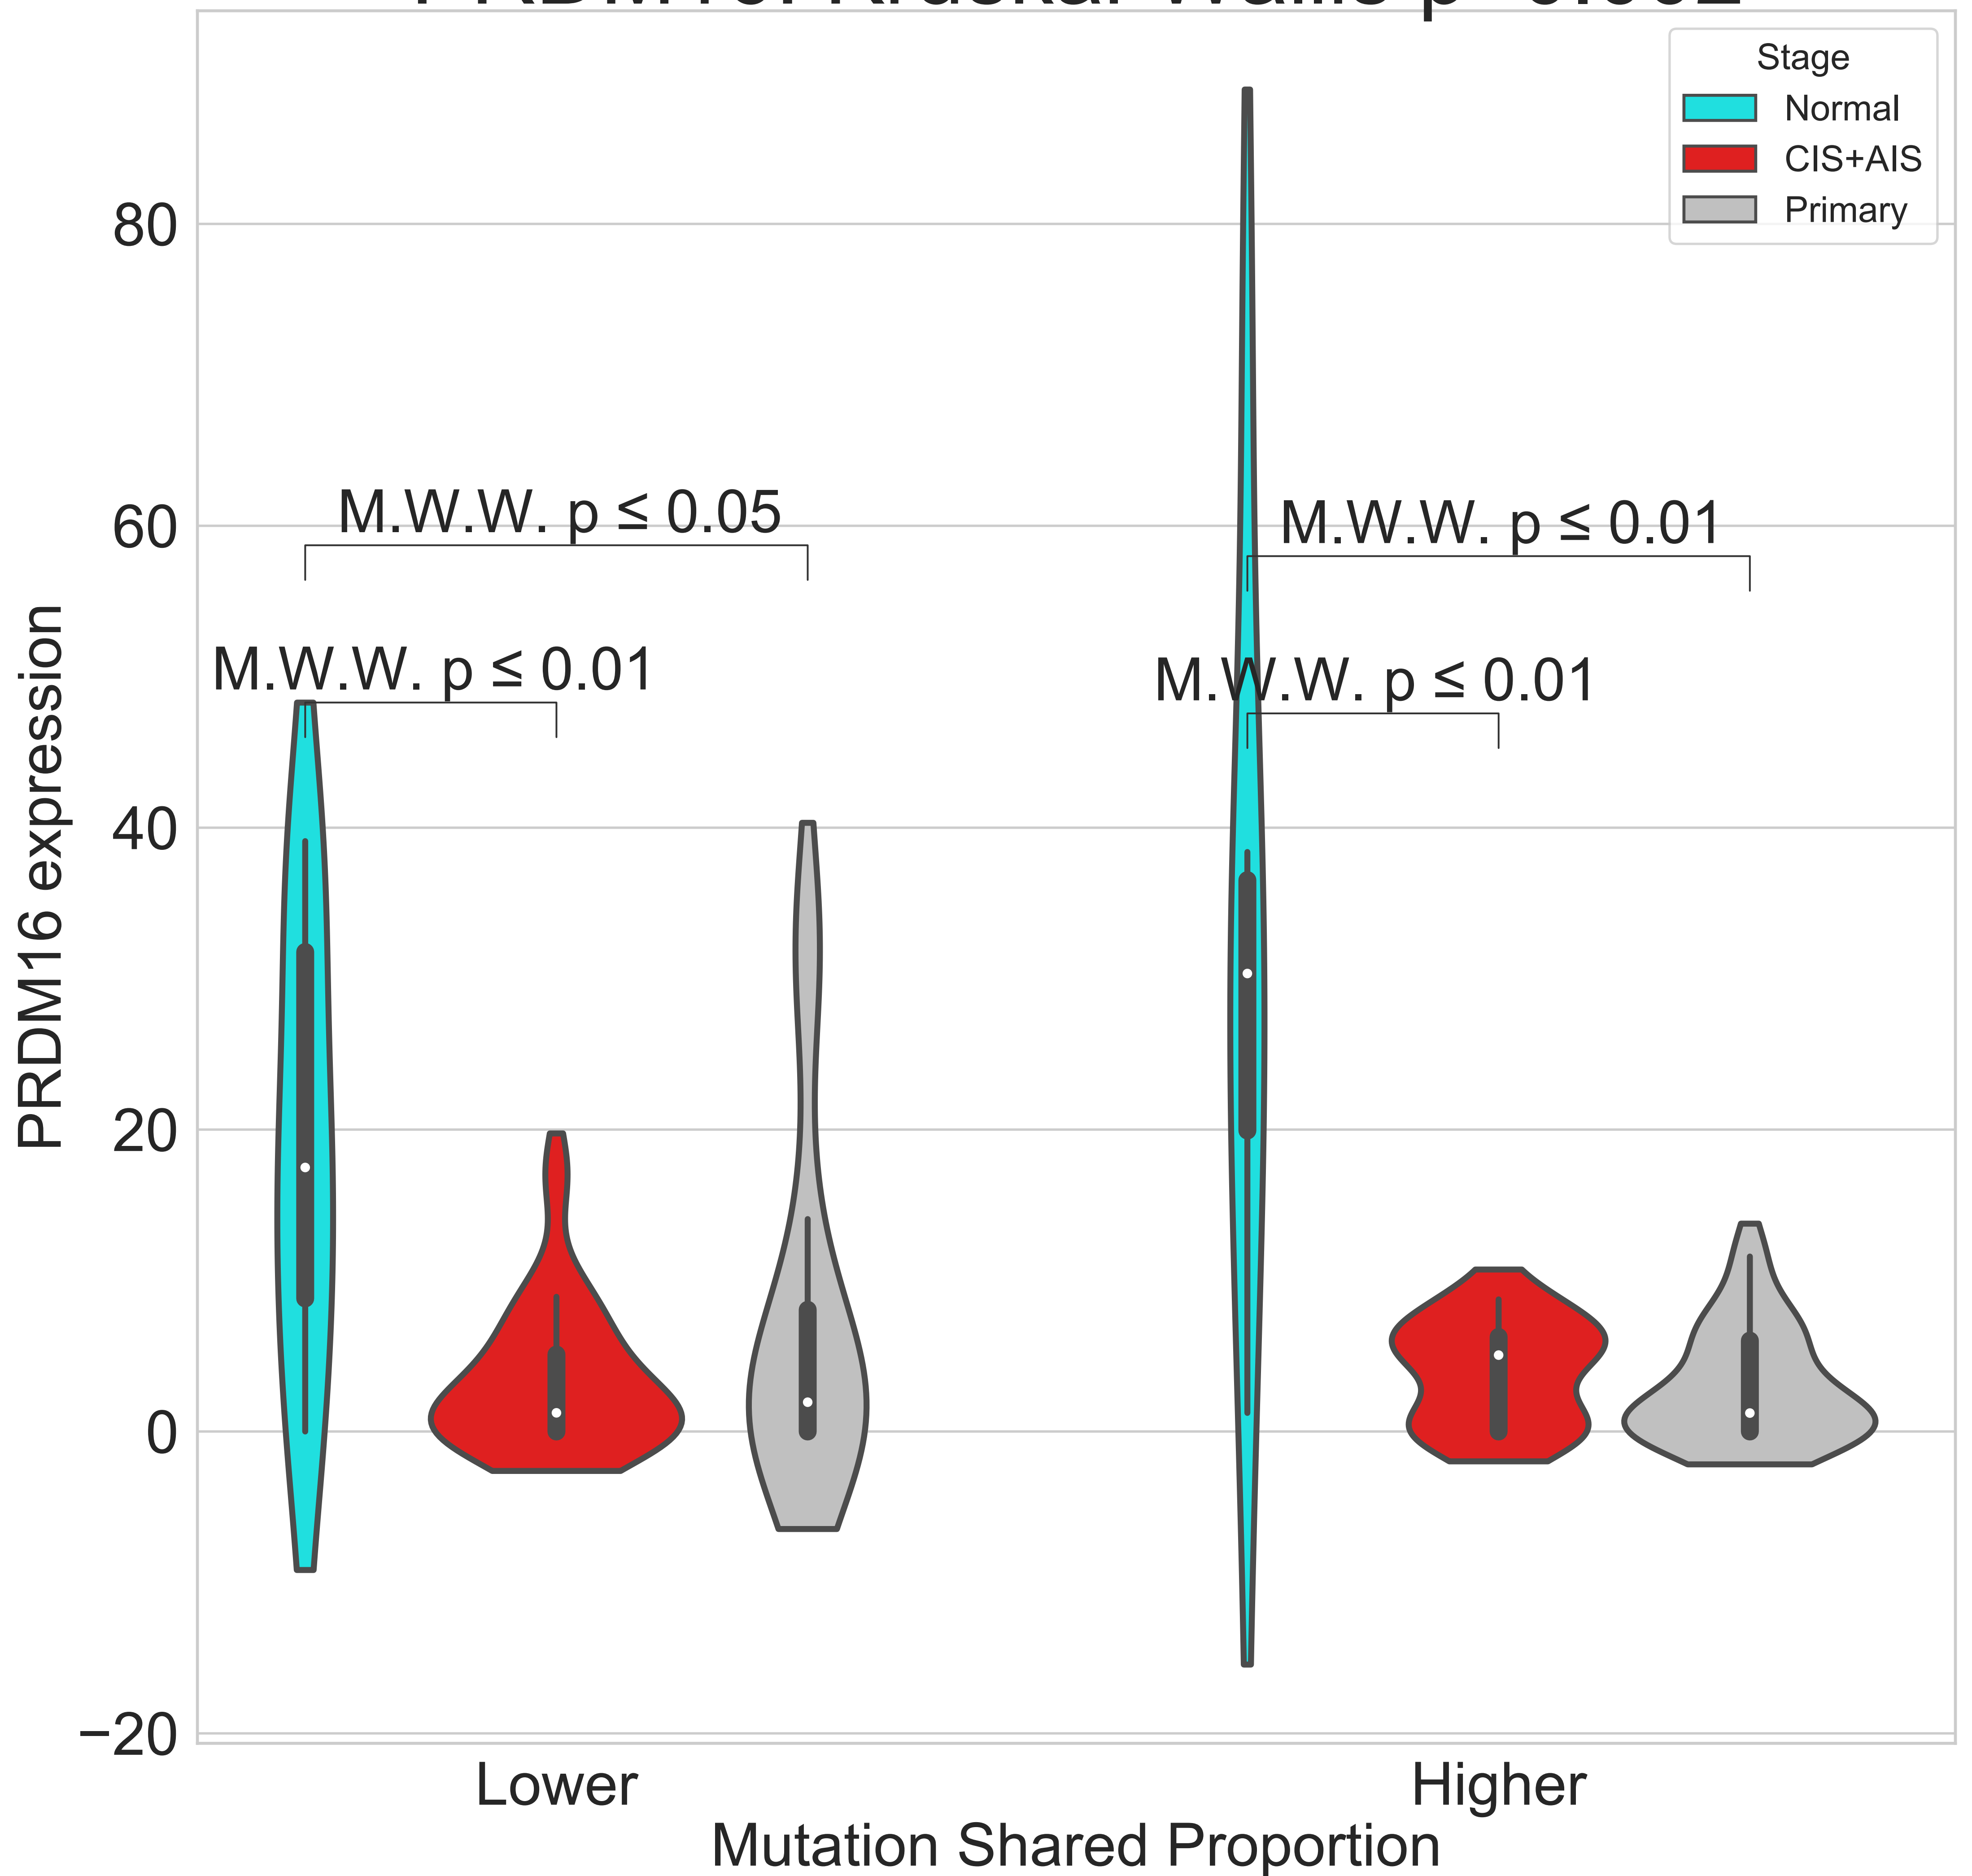 Stage
Normal
CIS+AIS
Primary
80
60
40
20
0
−20
PRDM16 expression
M.W.W. p ≤ 0.05
M.W.W. p ≤ 0.01
M.W.W. p ≤ 0.01
M.W.W. p ≤ 0.01
Lower
Higher
Mutation Shared Proportion